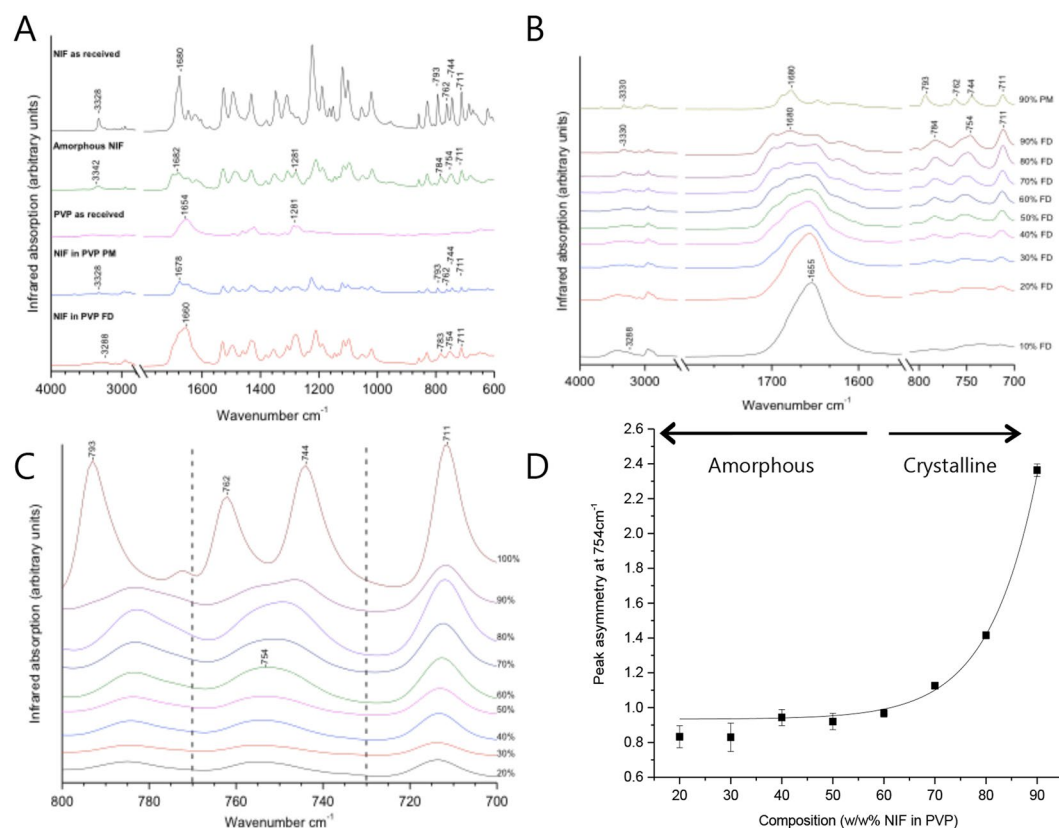 A
NIF as received
-3328
-1680
-793
-762
-744
-711
Amorphous NIF
-3342
-1682
-1281
-784
-754
-711
PVP as received
-1654
-1281
NIF in PVP PM
-3328
-1678
-793
-762
-744
-711
NIF in PVP FD
-3288
-1660
-783
-754
-711
4000 3000 1600 1400 1200 1000 800 600
Wavenumber cm-1
Infrared absorption (arbitrary units)
B
-3330
-1680
-793
-762
-744
-711
90% PM
-3330
-1680
-784
-754
-711
90% FD
80% FD
70% FD
60% FD
50% FD
40% FD
30% FD
20% FD
-1655
-3288
10% FD
4000 3000 1700 1600 800 750 700
Wavenumber cm-1
Infrared absorption (arbitrary units)
C
-793
-762
-744
-711
100%
90%
80%
70%
-754
60%
50%
40%
30%
20%
800 780 760 740 720 700
Wavenumber cm-1
Infrared absorption (arbitrary units)
D
Amorphous Crystalline
2.6
2.4
2.2
2.0
1.8
1.6
1.4
1.2
1.0
0.8
0.6
Peak asymmetry at 754cm-1
20 30 40 50 60 70 80 90
Composition (w/w% NIF in PVP)